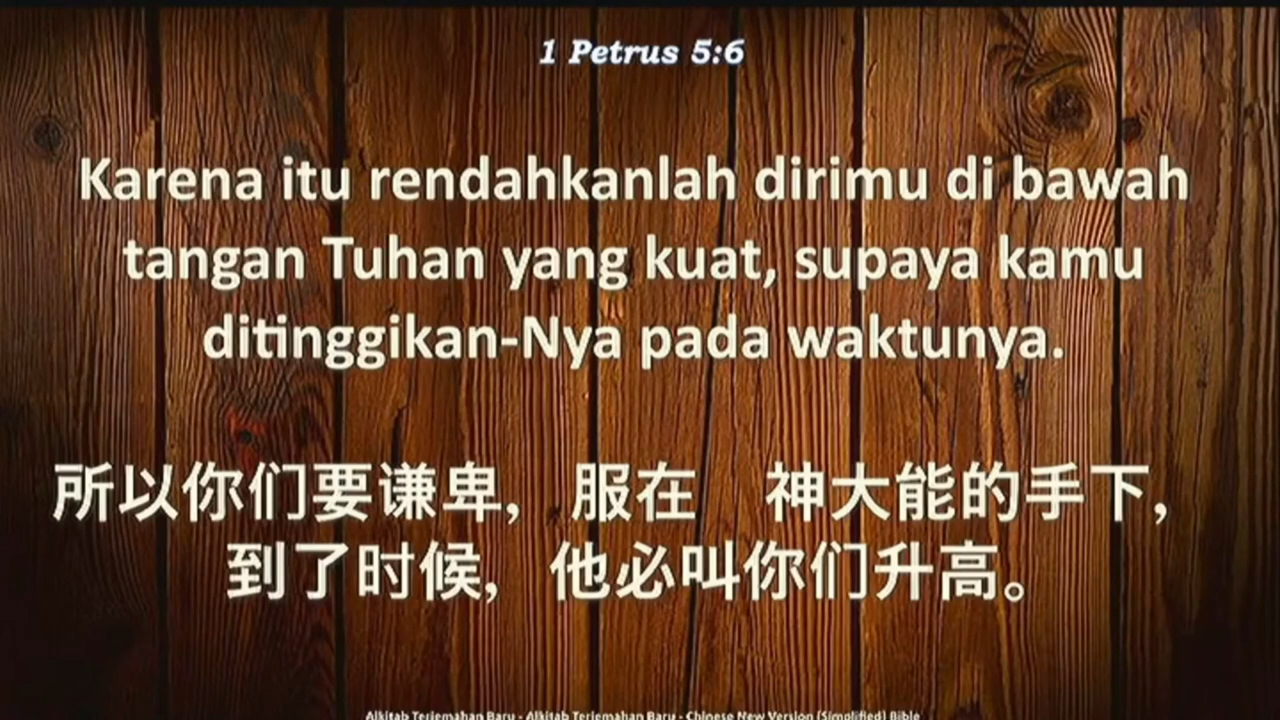 1 Petrus 5:6
Karena itu rendahkanlah dirimu di bawah
tangan Tuhan yang kuat, supaya kamu
ditinggikan-Nya pada waktunya.
所以你们要谦卑, 服在 神大能的手下,
到了时候, 他必叫你们升高。
Alkitab Terjemahan Baru - Alkitab Terjemahan Baru - Chinese New Version (Simplified) Bible